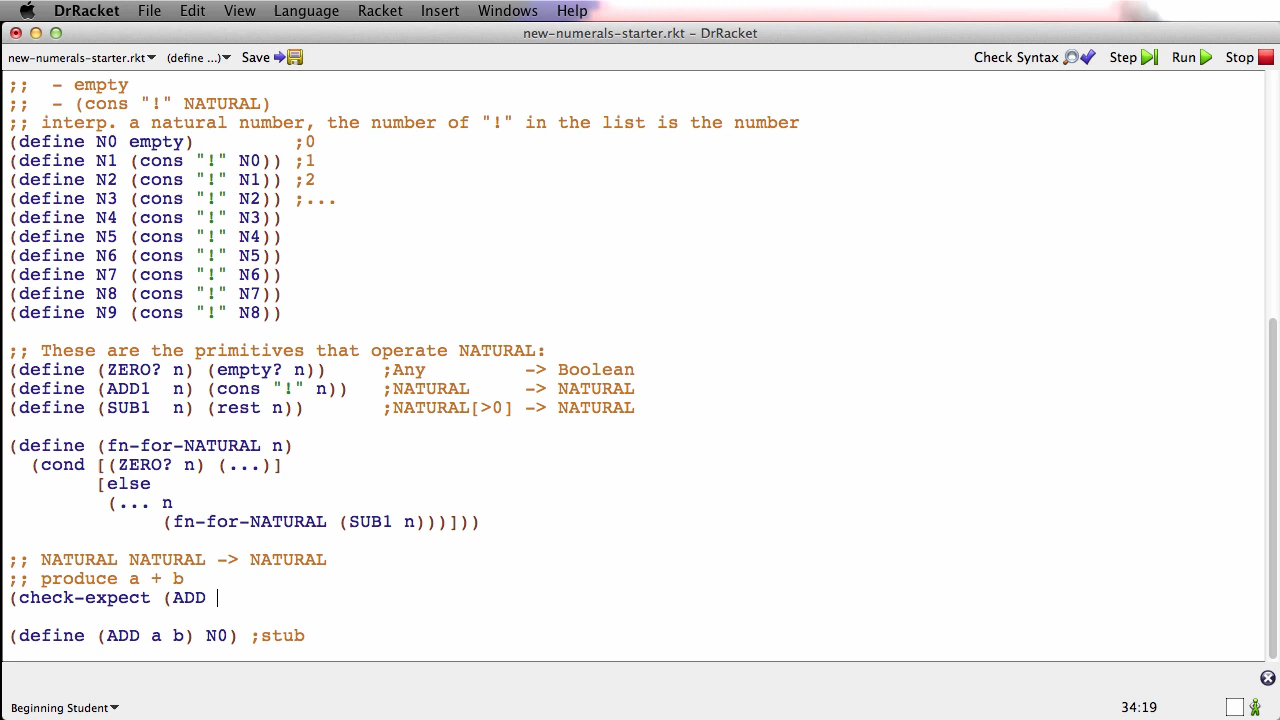 DrRacket File Edit View Language Racket Insert Windows Help
new-numerals-starter.rkt - DrRacket
new-numerals-starter.rkt▾ (define ...)▾ Save Check Syntax Step Run Stop
;;  - empty
;;  - (cons "!" NATURAL)
;; interp. a natural number, the number of "!" in the list is the number
(define N0 empty)         ;0
(define N1 (cons "!" N0)) ;1
(define N2 (cons "!" N1)) ;2
(define N3 (cons "!" N2)) ;...
(define N4 (cons "!" N3))
(define N5 (cons "!" N4))
(define N6 (cons "!" N5))
(define N7 (cons "!" N6))
(define N8 (cons "!" N7))
(define N9 (cons "!" N8))
;; These are the primitives that operate NATURAL:
(define (ZERO? n) (empty? n))     ;Any         -> Boolean
(define (ADD1  n) (cons "!" n))   ;NATURAL     -> NATURAL
(define (SUB1  n) (rest n))       ;NATURAL[>0] -> NATURAL
(define (fn-for-NATURAL n)
  (cond [(ZERO? n) (...)]
        [else
         (... n
              (fn-for-NATURAL (SUB1 n)))]))
;; NATURAL NATURAL -> NATURAL
;; produce a + b
(check-expect (ADD
(define (ADD a b) N0) ;stub
Beginning Student▾ 34:19